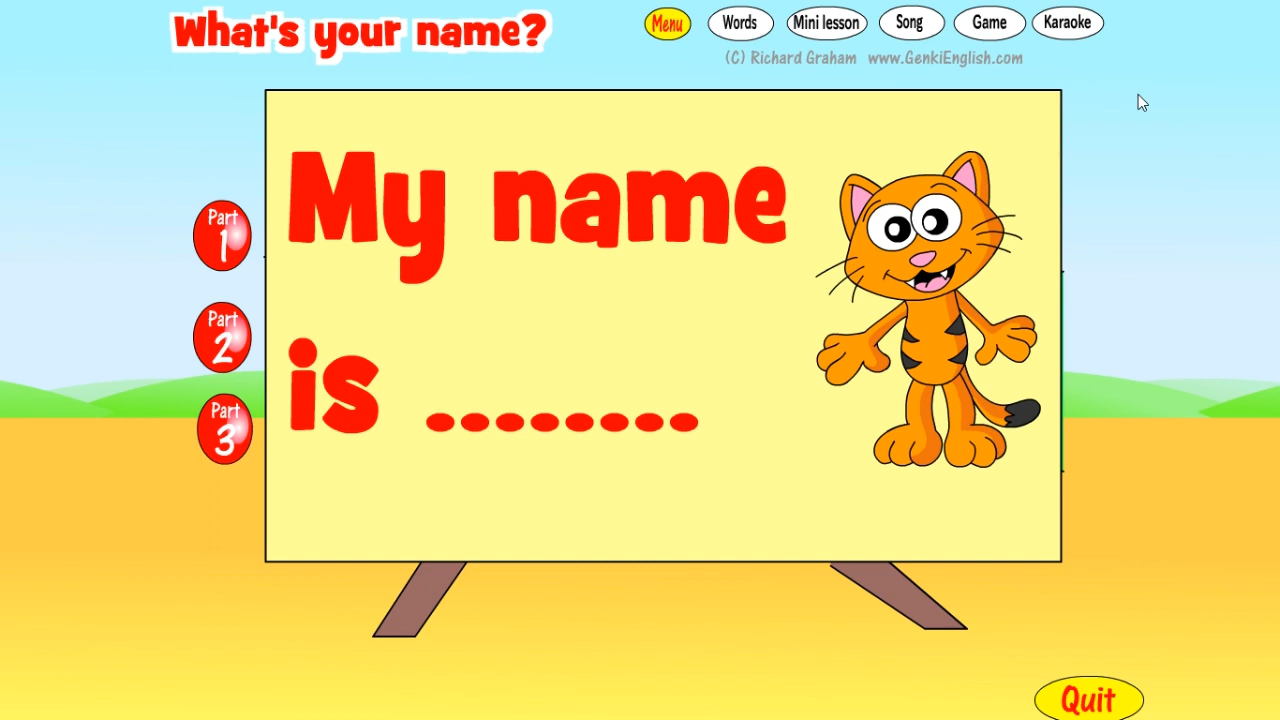 What's your name?
Menu Words Mini lesson Song Game Karaoke
(C) Richard Graham www.GenkiEnglish.com
My name
is ........
Part
1
Part
2
Part
3
Quit